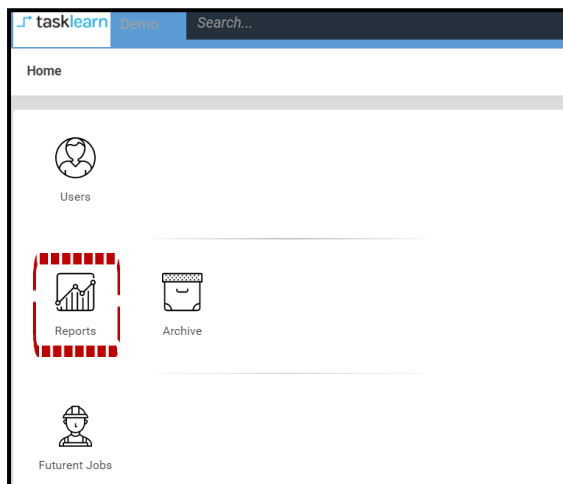 tasklearn Demo Search...
Home
Users
Reports Archive
Futurent Jobs